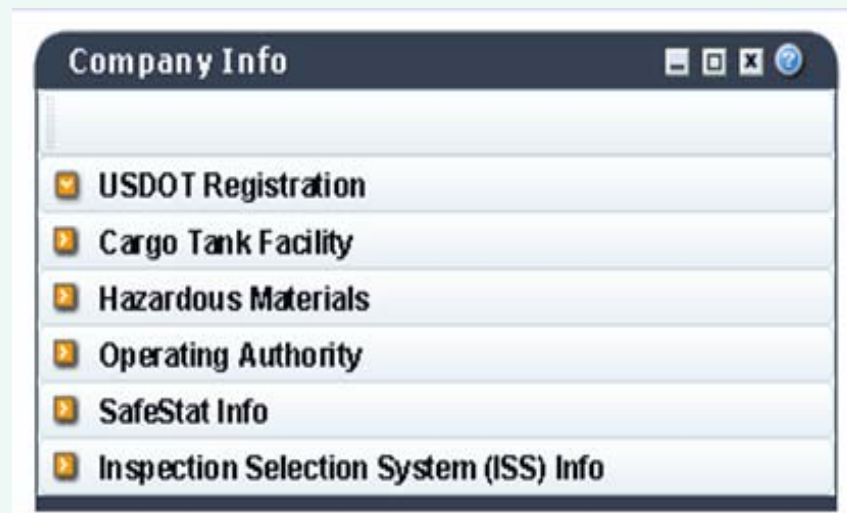 Company Info
USDOT Registration
Cargo Tank Facility
Hazardous Materials
Operating Authority
SafeStat Info
Inspection Selection System (ISS) Info